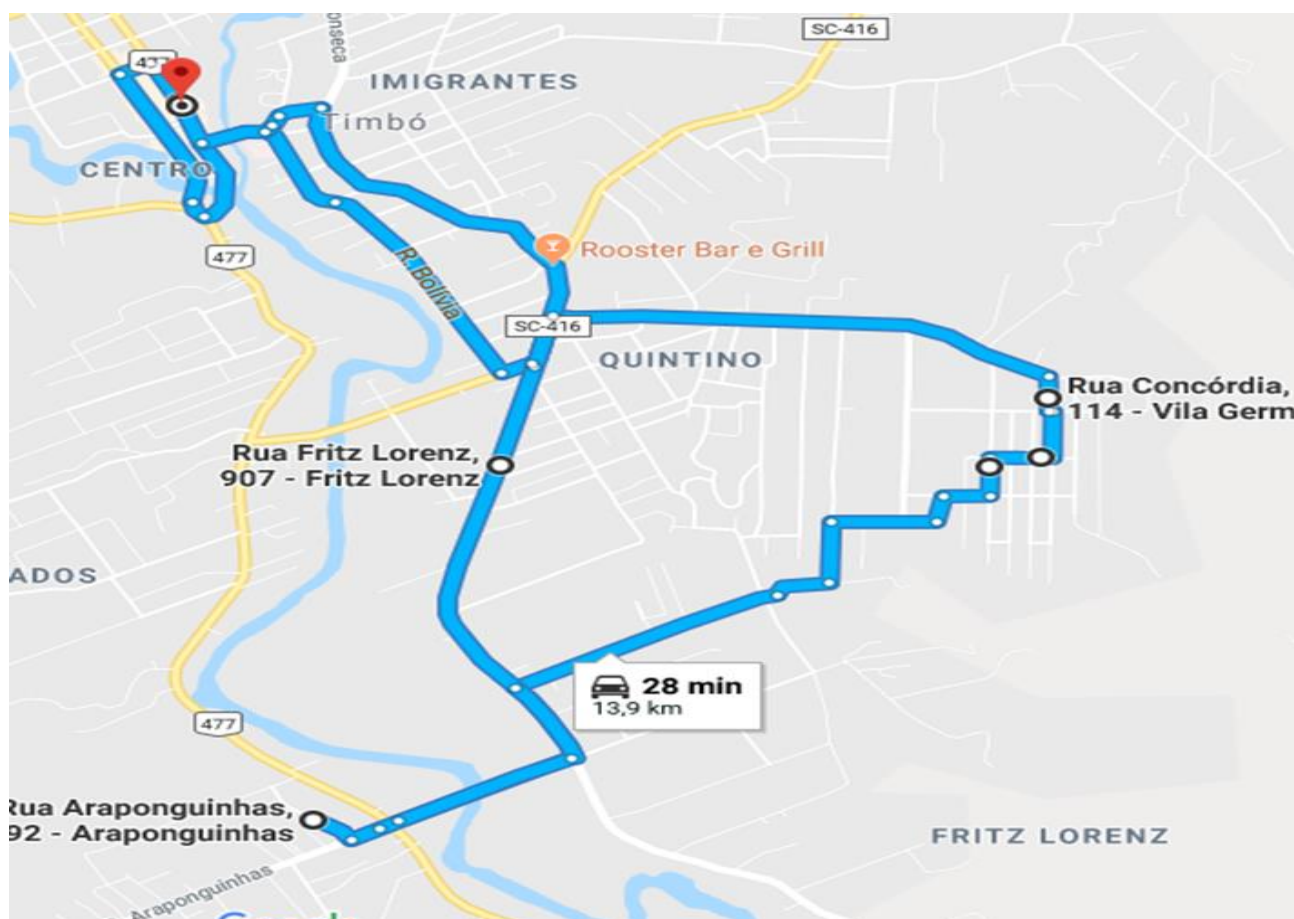 onseca
SC-416
477
IMIGRANTES
Timbó
CENTRO
Rooster Bar e Grill
477
R. Bolívia
SC-416
QUINTINO
Rua Concórdia,
114 - Vila Germ
Rua Fritz Lorenz,
907 - Fritz Lorenz
ADOS
28 min
13,9 km
477
Rua Araponguinhas,
92 - Araponguinhas
FRITZ LORENZ
Araponguinhas